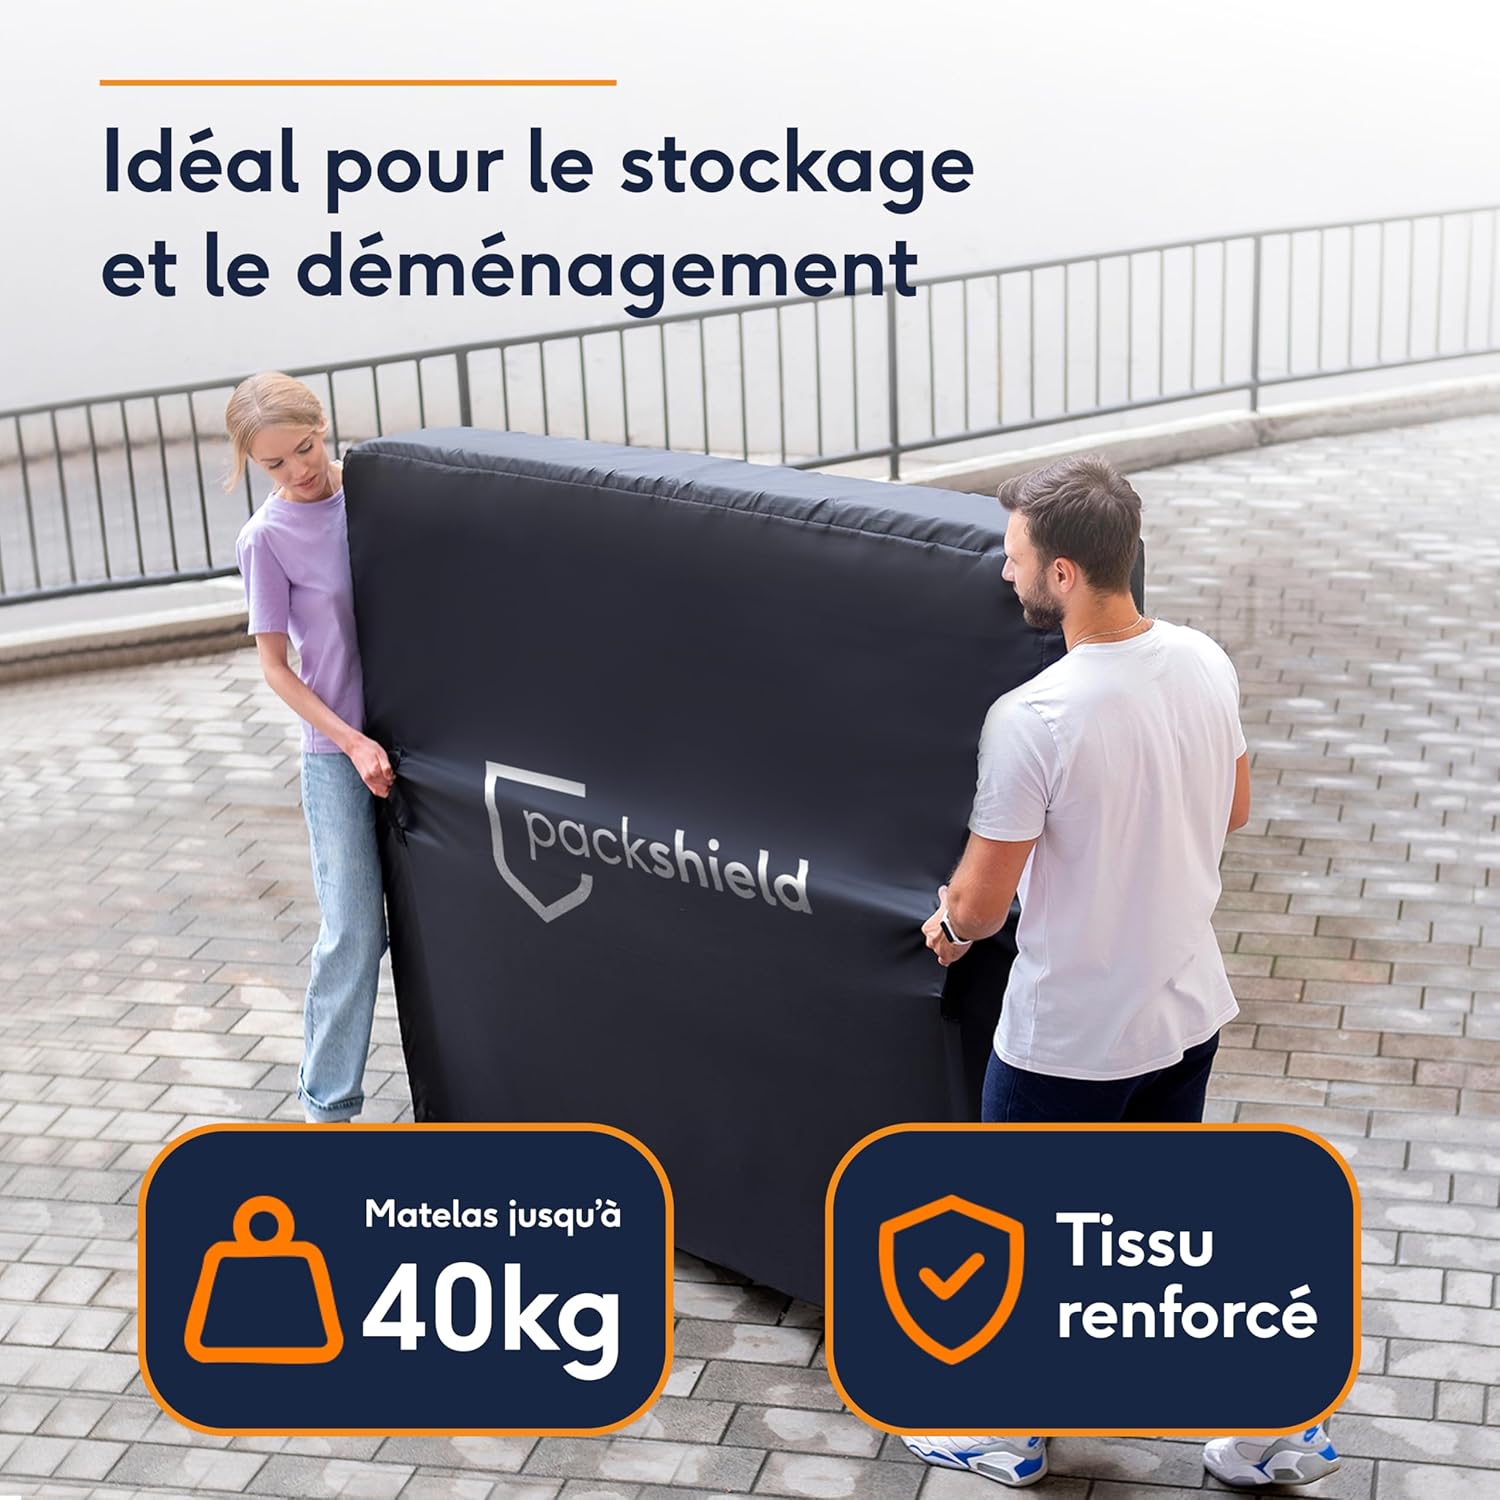 Idéal pour le stockage
et le déménagement
packshield
Matelas jusqu'à
40kg
Tissu
renforcé